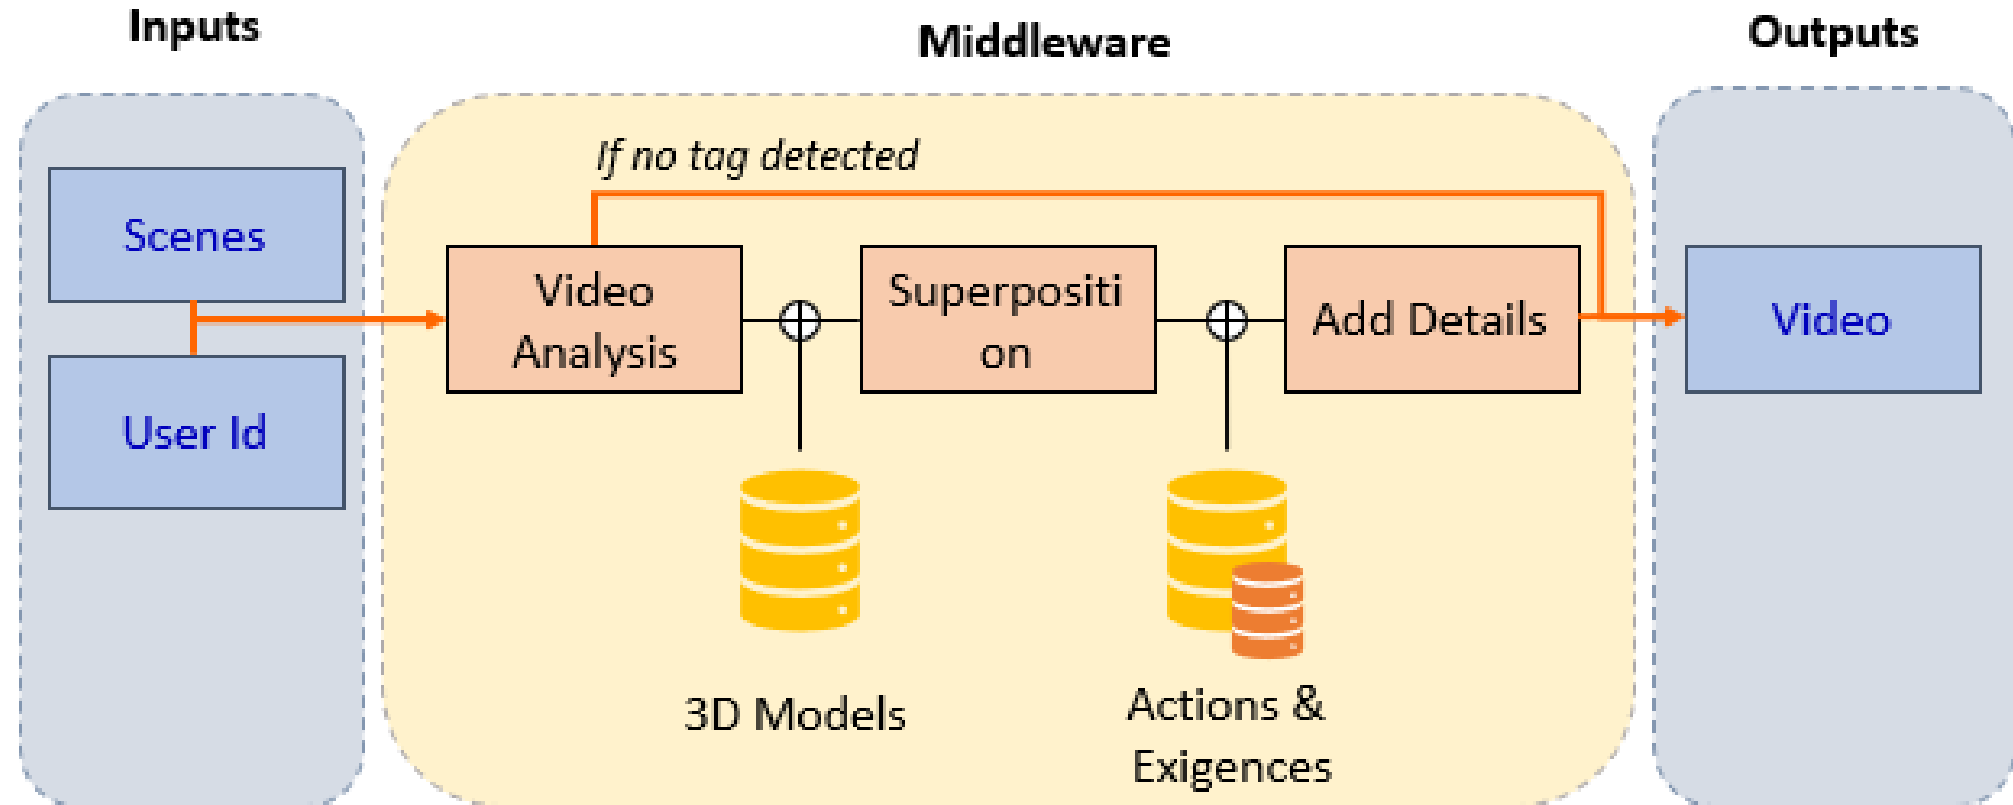 Inputs
Middleware
Outputs
If no tag detected
Scenes
User Id
Video
Analysis
Superpositi
on
Add Details
Video
3D Models
Actions &
Exigences